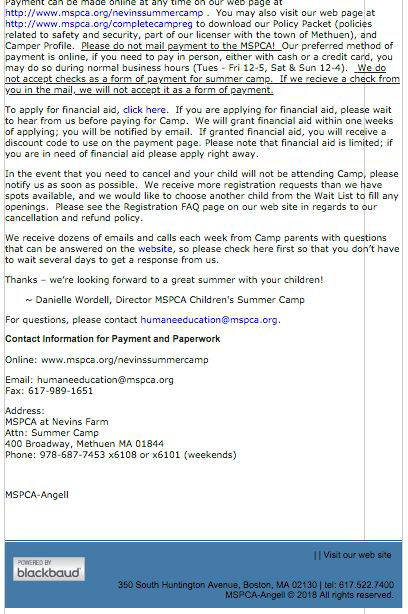 Payment can be made online at any time on our web page at
http://www.mspca.org/nevinssummercamp .  You may also visit our web page at
http://www.mspca.org/completecampreg to download our Policy Packet (policies
related to safety and security, part of our licenser with the town of Methuen), and
Camper Profile.  Please do not mail payment to the MSPCA!  Our preferred method of
payment is online, if you need to pay in person, either with cash or a credit card, you
may do so during normal business hours (Tues - Fri 12-5, Sat & Sun 12-4).  We do
not accept checks as a form of payment for summer camp.  If we recieve a check from
you in the mail, we will not accept it as a form of payment.
To apply for financial aid, click here.  If you are applying for financial aid, please wait
to hear from us before paying for Camp.  We will grant financial aid within one weeks
of applying; you will be notified by email.  If granted financial aid, you will receive a
discount code to use on the payment page. Please note that financial aid is limited; if
you are in need of financial aid please apply right away.
In the event that you need to cancel and your child will not be attending Camp, please
notify us as soon as possible.  We receive more registration requests than we have
spots available, and we would like to choose another child from the Wait List to fill any
openings.  Please see the Registration FAQ page on our web site in regards to our
cancellation and refund policy.
We receive dozens of emails and calls each week from Camp parents with questions
that can be answered on the website, so please check here first so that you don't have
to wait several days to get a response from us.
Thanks – we're looking forward to a great summer with your children!
~ Danielle Wordell, Director MSPCA Children's Summer Camp
For questions, please contact humaneeducation@mspca.org.
Contact Information for Payment and Paperwork
Online: www.mspca.org/nevinssummercamp
Email: humaneeducation@mspca.org
Fax: 617-989-1651
Address:
MSPCA at Nevins Farm
Attn: Summer Camp
400 Broadway, Methuen MA 01844
Phone: 978-687-7453 x6108 or x6101 (weekends)
MSPCA-Angell
| | Visit our web site
POWERED BY
blackbaud
350 South Huntington Avenue, Boston, MA 02130 | tel: 617.522.7400
MSPCA-Angell © 2018 All rights reserved.